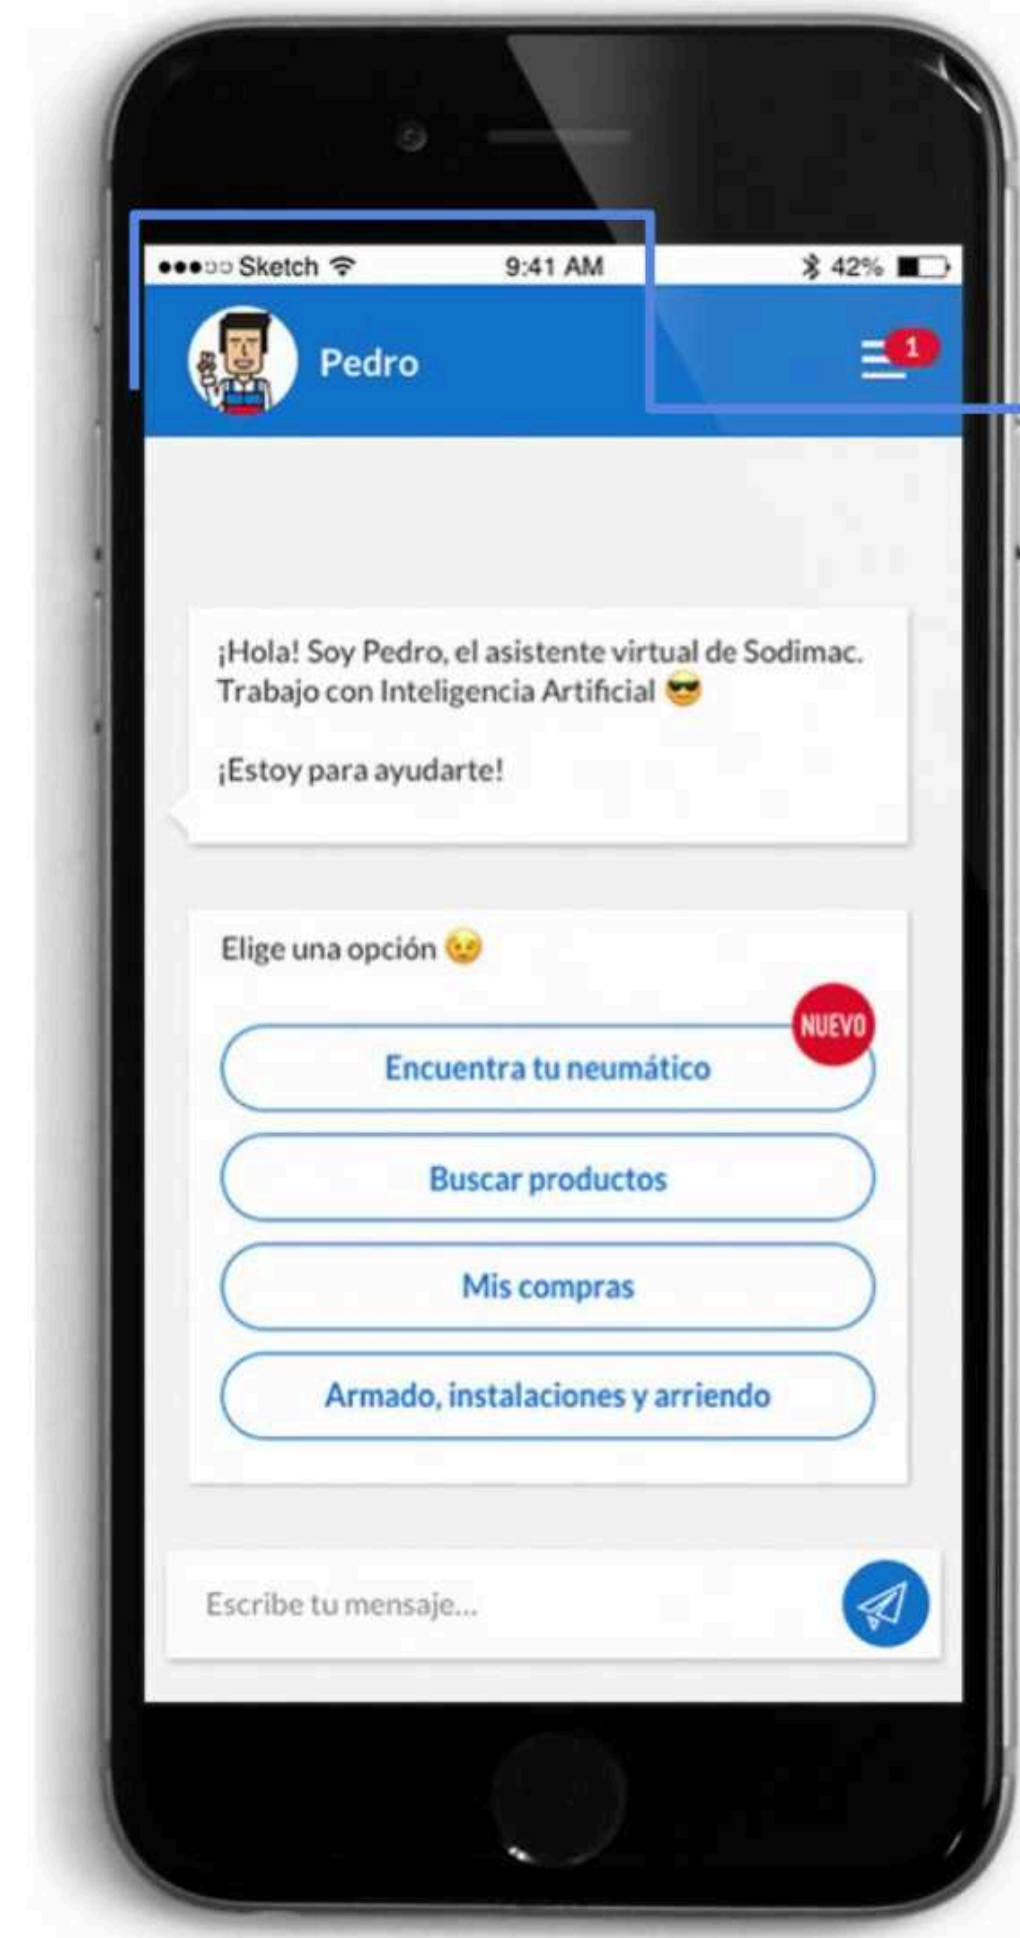 Sketch 9:41 AM 42%
Pedro
1
¡Hola! Soy Pedro, el asistente virtual de Sodimac.
Trabajo con Inteligencia Artificial 😎
¡Estoy para ayudarte!
Elige una opción 😉
NUEVO
Encuentra tu neumático
Buscar productos
Mis compras
Armado, instalaciones y arriendo
Escribe tu mensaje...